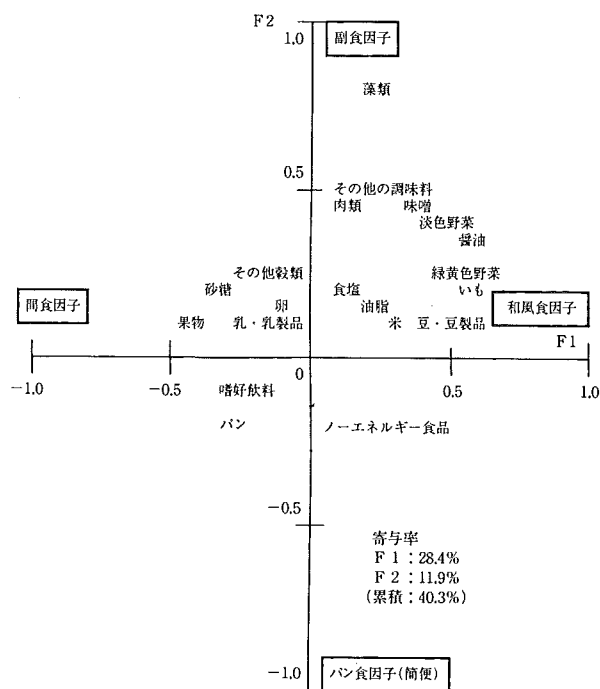 F2
1.0
副食因子
藻類
0.5
その他の調味料
肉類 味噌
淡色野菜
醤油
その他穀類 緑黄色野菜
砂糖 食塩 いも
間食因子 卵 油脂 和風食因子
果物 乳・乳製品 米 豆・豆製品
F1
0
-1.0 -0.5 嗜好飲料 0.5 1.0
パン ノーエネルギー食品
-0.5
寄与率
F1:28.4%
F2:11.9%
(累積:40.3%)
-1.0 パン食因子(簡便)